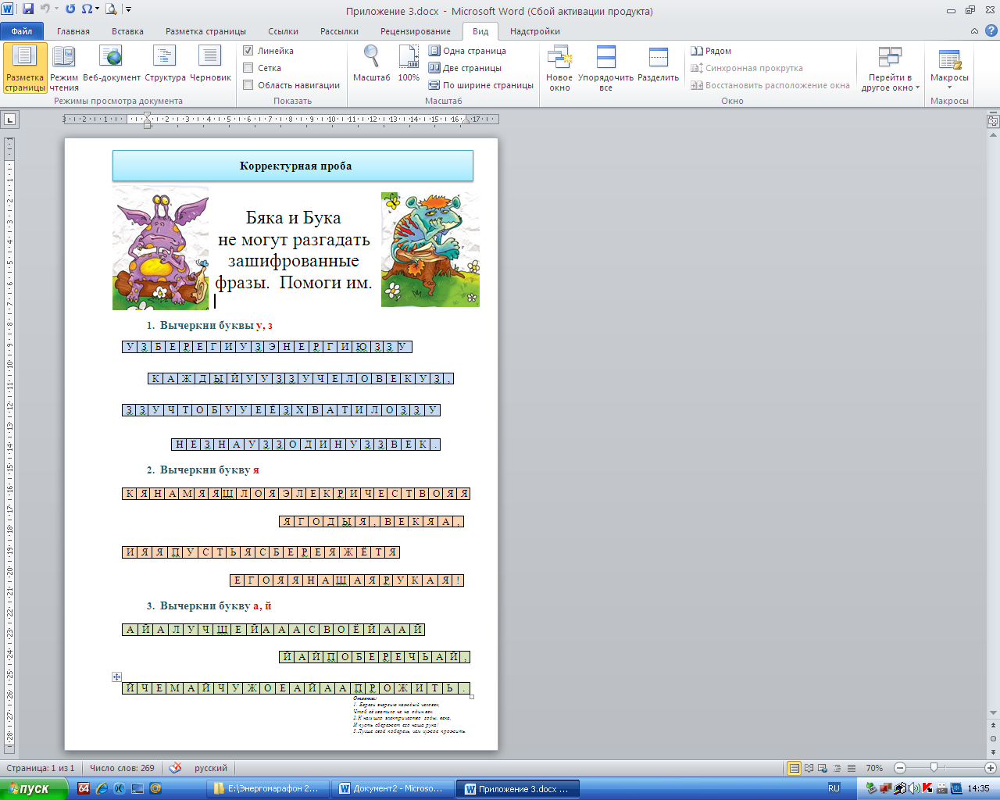 Приложение 3.docx - Microsoft Word (Сбой активации продукта)
Файл Главная Вставка Разметка страницы Ссылки Рассылки Рецензирование Вид Надстройки
Разметка страницы
Режим чтения
Веб-документ
Структура
Черновик
Режимы просмотра документа
Линейка
Сетка
Область навигации
Показать
Масштаб
100%
Одна страница
Две страницы
По ширине страницы
Масштаб
Новое окно
Упорядочить все
Разделить
Рядом
Синхронная прокрутка
Восстановить расположение окна
Окно
Перейти в другое окно
Макросы
Макросы
Корректурная проба
Бяка и Бука
не могут разгадать
зашифрованные
фразы. Помоги им.
1. Вычеркни буквы у, з
У З Б Е Р Е Г И У З Э Н Е Р Г И Ю З З У
К А Ж Д Ы Й У У З З У Ч Е Л О В Е К У З ,
З З У Ч Т О Б У У Е Ё З Х В А Т И Л О З З У
Н Е З Н А У З З О Д И Н У З З В Е К .
2. Вычеркни букву я
К Я Н А М Я Я Ш Л О Я Э Л Е К Р И Ч Е С Т В О Я Я
Я Г О Д Ы Я , В Е К Я А ,
И Я Я П У С Т Ь Я С Б Е Р Е Я Ж Ё Т Я
Е Г О Я Я Н А Ш А Я Р У К А Я !
3. Вычеркни букву а, й
А Й А Л У Ч Ш Е Й А А А С В О Ё Й А А Й
Й А Й П О Б Е Р Е Ч Ь А Й ,
Й Ч Е М А Й Ч У Ж О Е А Й А А П Р О Ж И Т Ь .
Ответы:
1. Береги энергию каждый человек,
Чтоб её хватило не на один век
2.К нам шло электричество годы, века,
И пусть сбережет его наша рука!
3.Лучше своё поберечь, чем чужое прожить.
Страница: 1 из 1 Число слов: 269 русский 70%
пуск 64 E:\Энергомарафон 2... Документ2 - Microso... Приложение 3.docx ... RU 14:35